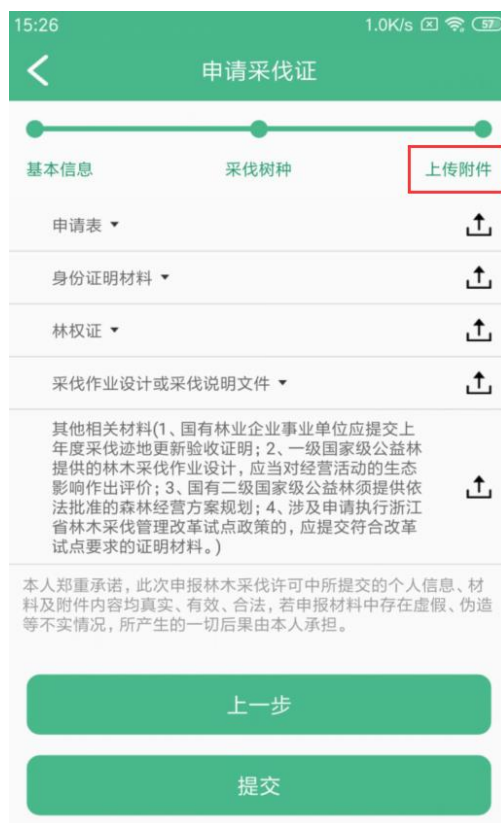 15:26
1.0K/s
57
申请采伐证
基本信息
采伐树种
上传附件
申请表
身份证明材料
林权证
采伐作业设计或采伐说明文件
其他相关材料(1、国有林业企业事业单位应提交上
年度采伐迹地更新验收证明；2、一级国家级公益林
提供的林木采伐作业设计，应当对经营活动的生态
影响作出评价；3、国有二级国家级公益林须提供依
法批准的森林经营方案规划；4、涉及申请执行浙江
省林木采伐管理改革试点政策的，应提交符合改革
试点要求的证明材料。)
本人郑重承诺，此次申报林木采伐许可中所提交的个人信息、材
料及附件内容均真实、有效、合法，若申报材料中存在虚假、伪造
等不实情况，所产生的一切后果由本人承担。
上一步
提交